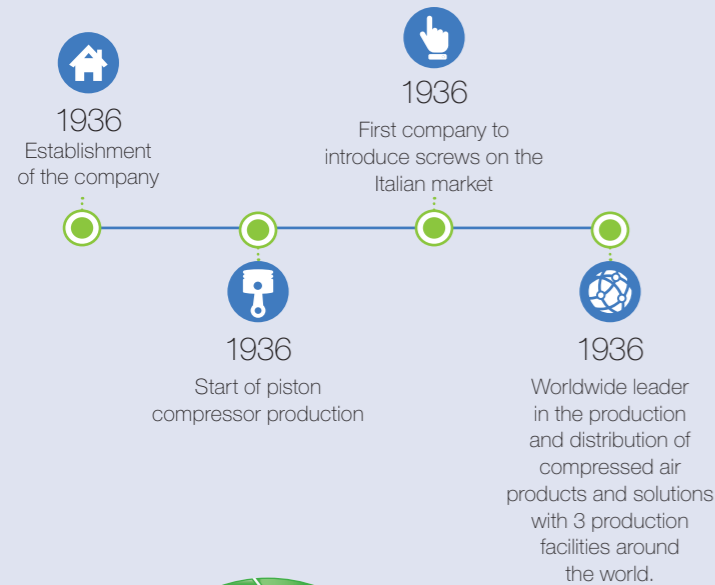 1936
Establishment
of the company
1936
Start of piston
compressor production
1936
First company to
introduce screws on the
Italian market
1936
Worldwide leader
in the production
and distribution of
compressed air
products and solutions
with 3 production
facilities around
the world.